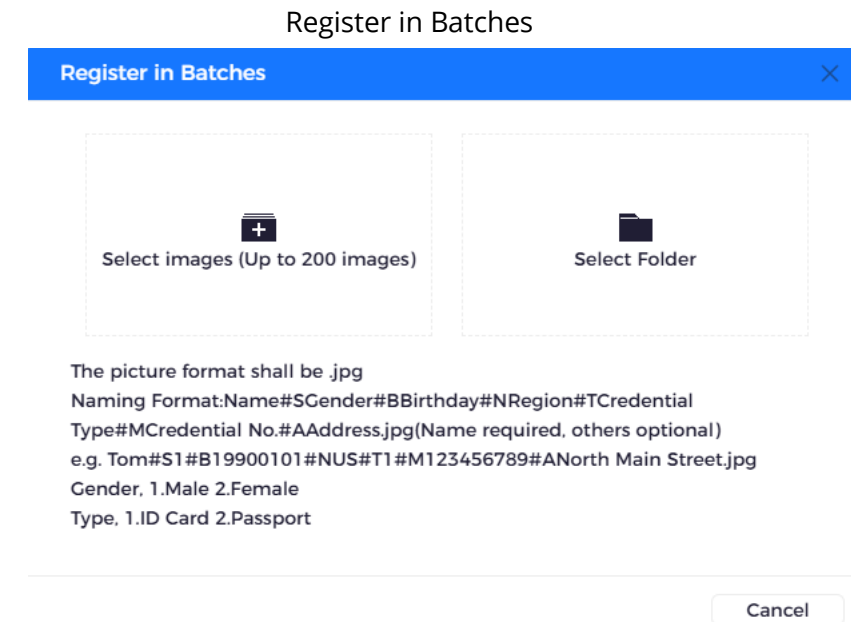 Register in Batches
Register in Batches
Select images (Up to 200 images)
Select Folder
The picture format shall be .jpg
Naming Format:Name#SGender#BBirthday#NRegion#TCredential
Type#MCredential No.#AAddress.jpg(Name required, others optional)
e.g. Tom#S1#B19900101#NUS#T1#M123456789#ANorth Main Street.jpg
Gender, 1.Male 2.Female
Type, 1.ID Card 2.Passport
Cancel